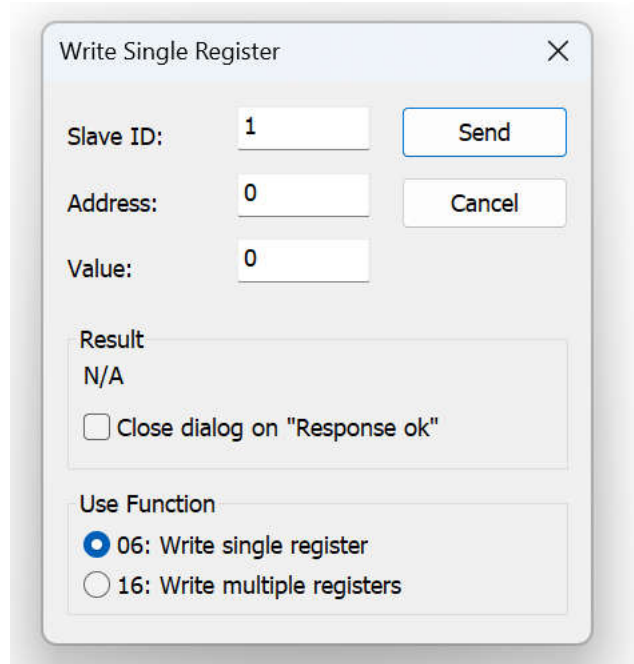 Write Single Register
Slave ID: 1 Send
Address: 0 Cancel
Value: 0
Result
N/A
Close dialog on "Response ok"
Use Function
06: Write single register
16: Write multiple registers